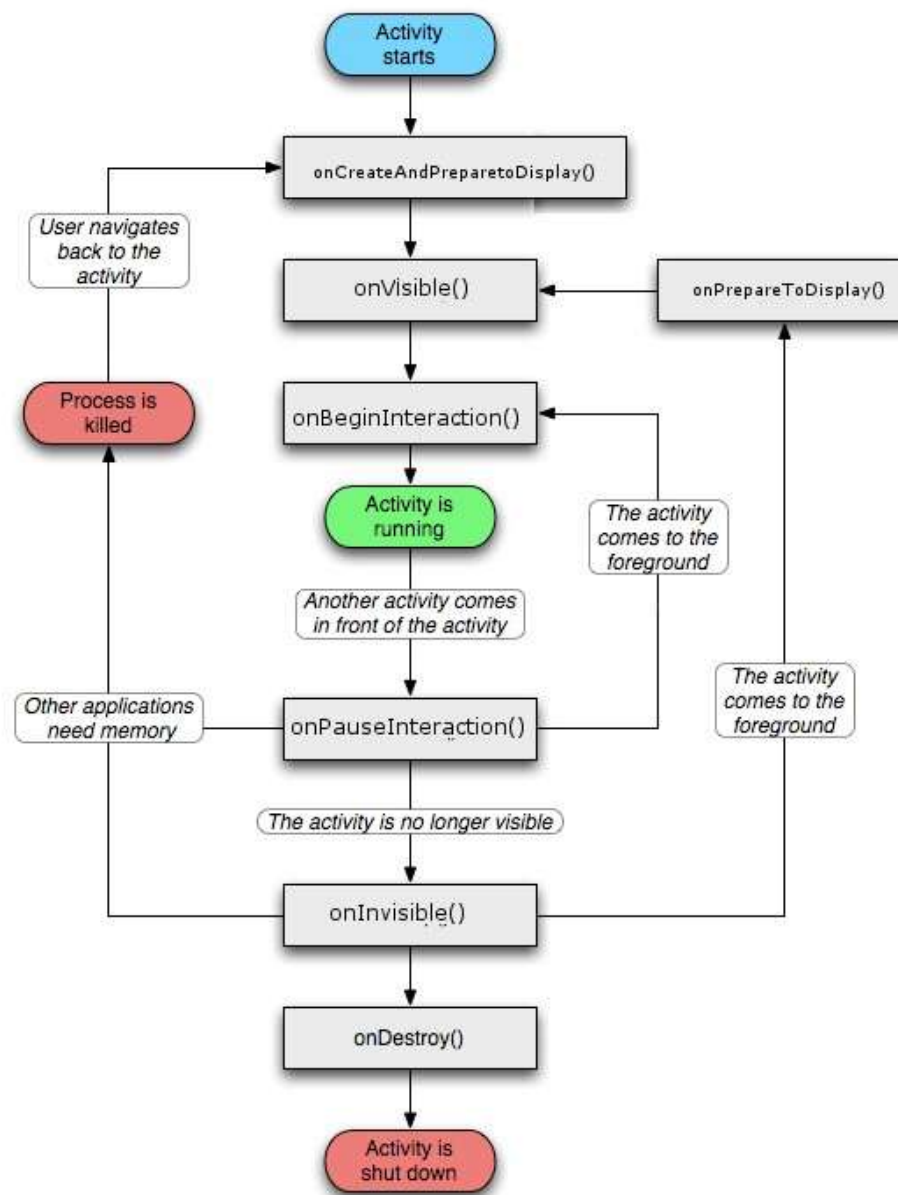 Activity
starts
onCreateAndPreparetoDisplay()
User navigates
back to the
activity
onVisible()
onPrepareToDisplay()
Process is
killed
onBeginInteraction()
Activity is
running
The activity
comes to the
foreground
Another activity comes
in front of the activity
Other applications
need memory
onPauseInteraction()
The activity
comes to the
foreground
The activity is no longer visible
onInvisible()
onDestroy()
Activity is
shut down